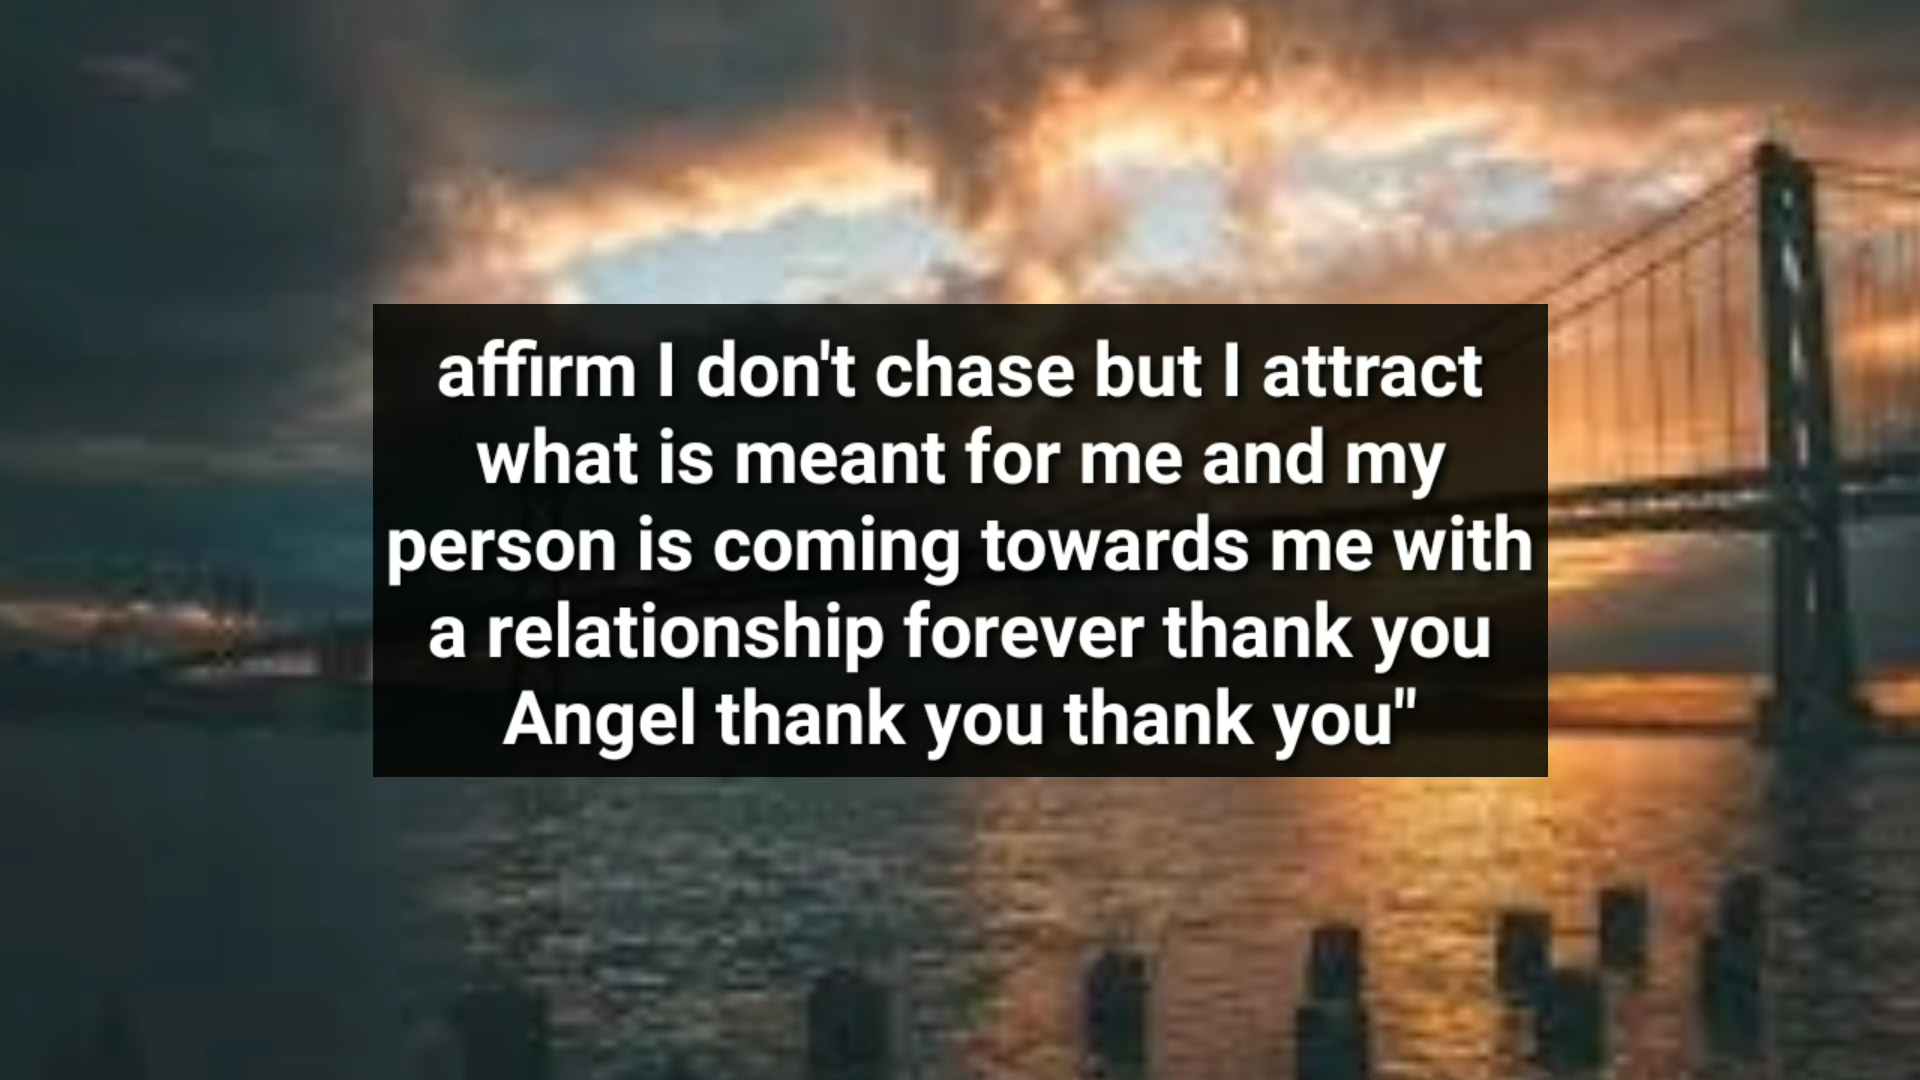 affirm I don't chase but I attract
what is meant for me and my
person is coming towards me with
a relationship forever thank you
Angel thank you thank you"